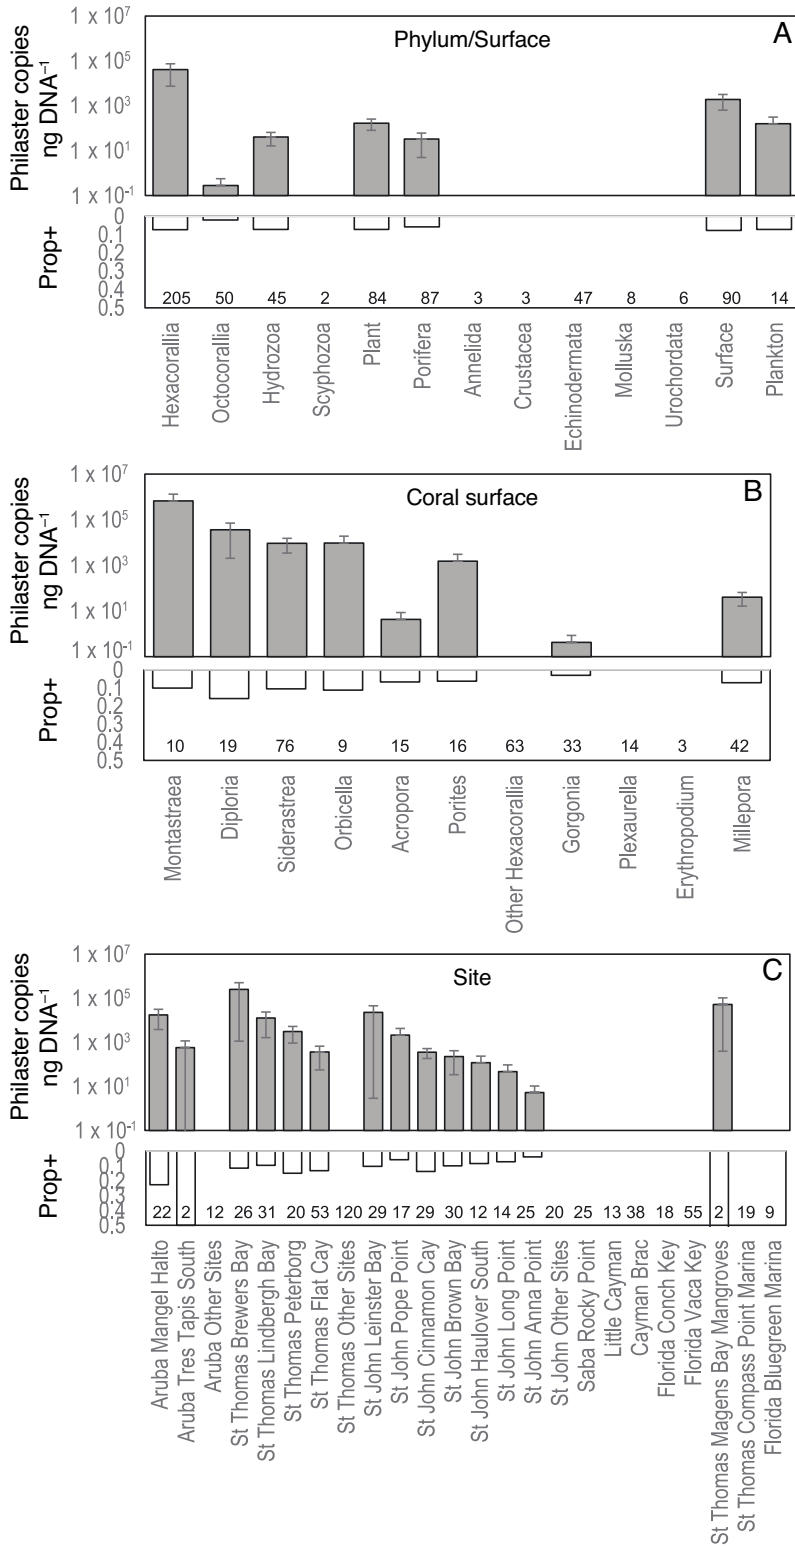 A
Phylum/Surface
Philaster copies
ng DNA⁻¹
1 x 10⁷
1 x 10⁵
1 x 10³
1 x 10¹
1 x 10⁻¹
Prop+
0
0.1
0.2
0.3
0.4
0.5
205 50 45 2 84 87 3 3 47 8 6 90 14
Hexacorallia
Octocorallia
Hydrozoa
Scyphozoa
Plant
Porifera
Annelida
Crustacea
Echinodermata
Molluska
Urochordata
Surface
Plankton
B
Coral surface
Philaster copies
ng DNA⁻¹
1 x 10⁷
1 x 10⁵
1 x 10³
1 x 10¹
1 x 10⁻¹
Prop+
0
0.1
0.2
0.3
0.4
0.5
10 19 76 9 15 16 63 33 14 3 42
Montastraea
Diploria
Siderastrea
Orbicella
Acropora
Porites
Other Hexacorallia
Gorgonia
Plexaurella
Erythropodium
Millepora
C
Site
Philaster copies
ng DNA⁻¹
1 x 10⁷
1 x 10⁵
1 x 10³
1 x 10¹
1 x 10⁻¹
Prop+
0
0.1
0.2
0.3
0.4
0.5
22 2 12 26 31 20 53 120 29 17 29 30 12 14 25 20 25 13 38 18 55 2 19 9
Aruba Mangel Halto
Aruba Tres Tapis South
Aruba Other Sites
St Thomas Brewers Bay
St Thomas Lindbergh Bay
St Thomas Peterborg
St Thomas Flat Cay
St Thomas Other Sites
St John Leinster Bay
St John Pope Point
St John Cinnamon Cay
St John Brown Bay
St John Haulover South
St John Long Point
St John Anna Point
St John Other Sites
Saba Rocky Point
Little Cayman
Cayman Brac
Florida Conch Key
Florida Vaca Key
St Thomas Magens Bay Mangroves
St Thomas Compass Point Marina
Florida Bluegreen Marina